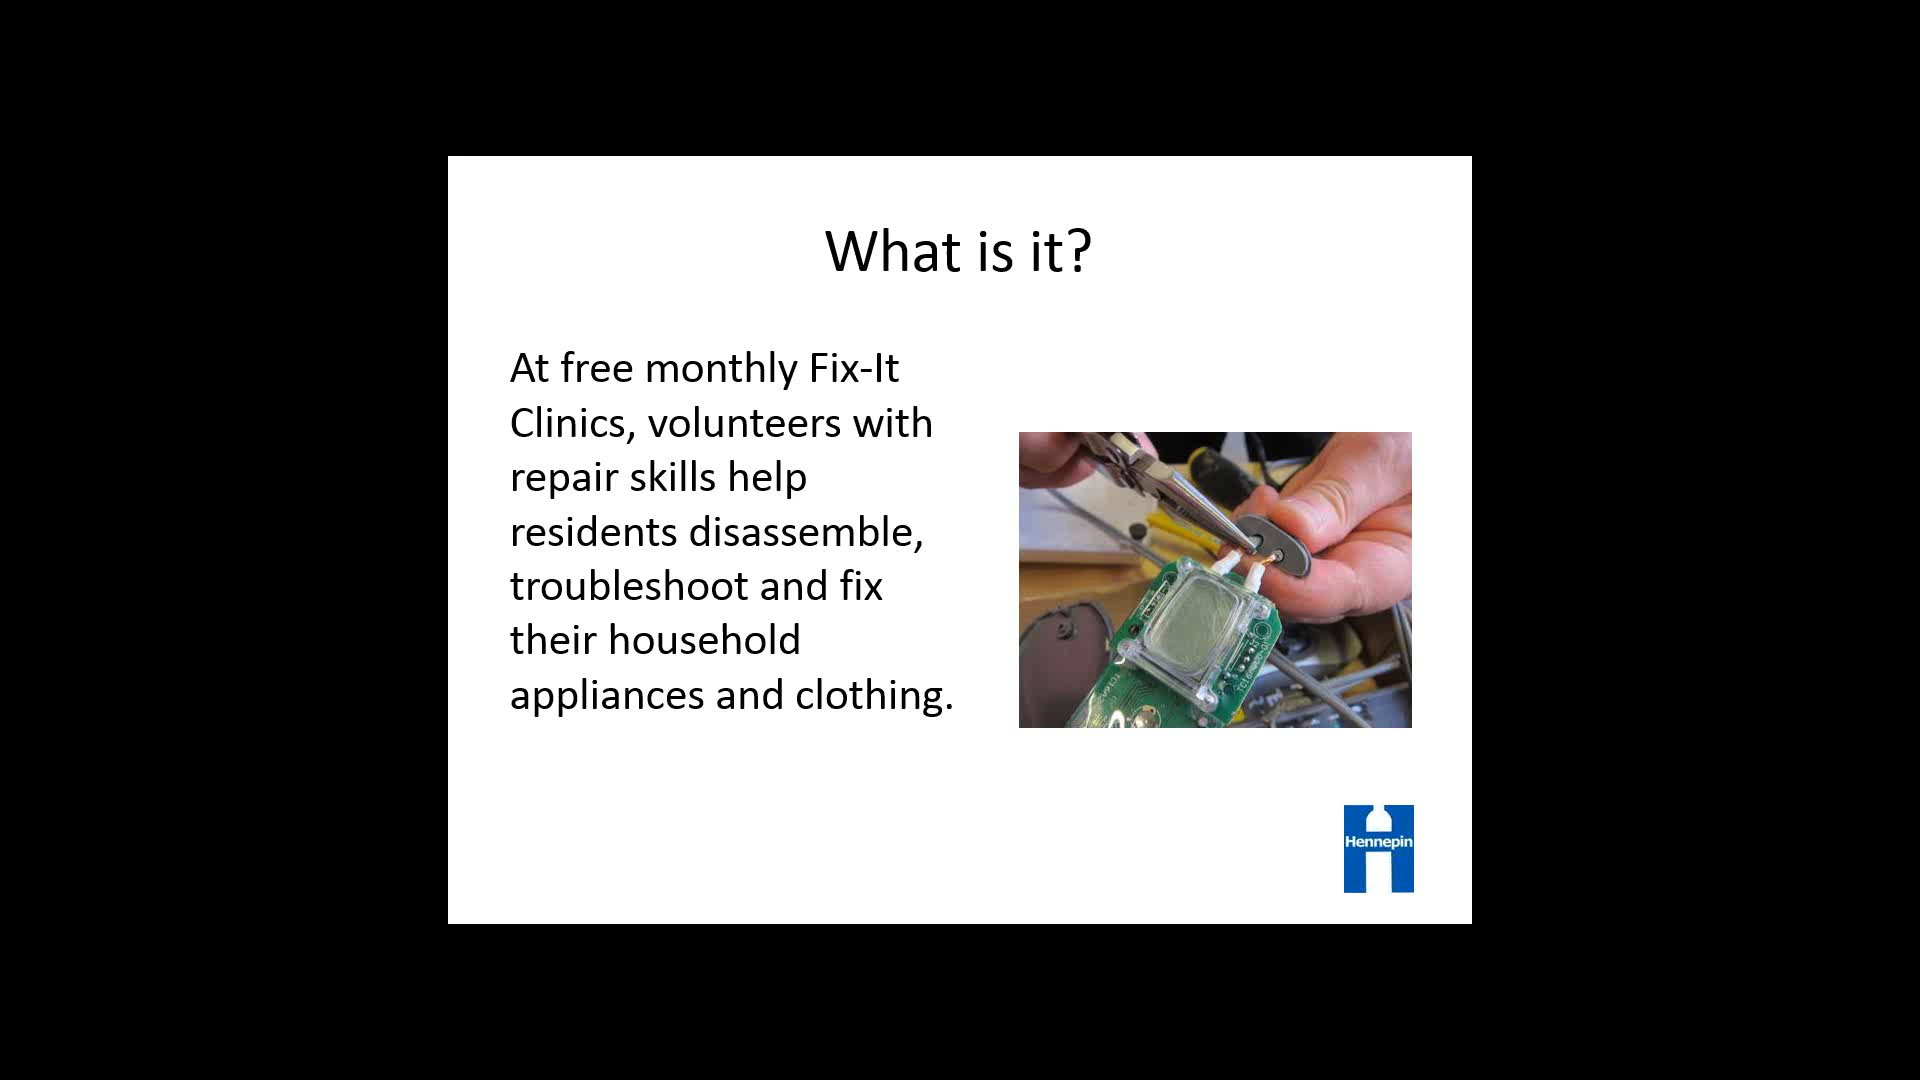 What is it?
At free monthly Fix-It
Clinics, volunteers with
repair skills help
residents disassemble,
troubleshoot and fix
their household
appliances and clothing.
Hennepin